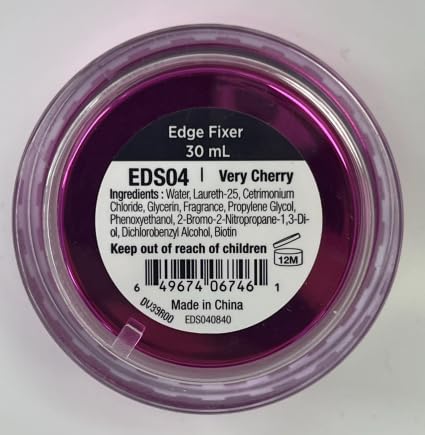 Edge Fixer
30 mL
EDS04 | Very Cherry
Ingredients : Water, Laureth-25, Cetrimonium
Chloride, Glycerin, Fragrance, Propylene Glycol,
Phenoxyethanol, 2-Bromo-2-Nitropropane-1,3-Di-
ol, Dichlorobenzyl Alcohol, Biotin
Keep out of reach of children 12M
6 49674 06746 1
DV39R00 Made in China
EDS040840